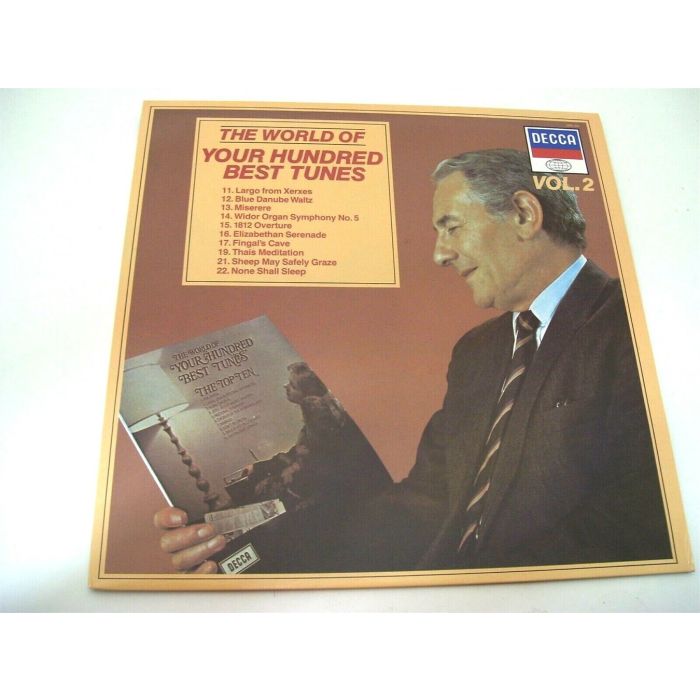 THE WORLD OF
YOUR HUNDRED
BEST TUNES
11. Largo from Xerxes
12. Blue Danube Waltz
13. Miserere
14. Widor Organ Symphony No. 5
15. 1812 Overture
16. Elizabethan Serenade
17. Fingal's Cave
19. Thais Meditation
21. Sheep May Safely Graze
22. None Shall Sleep
DECCA
VOL. 2
THE WORLD OF
"YOUR HUNDRED
BEST TUNES"
THE TOP TEN
DECCA